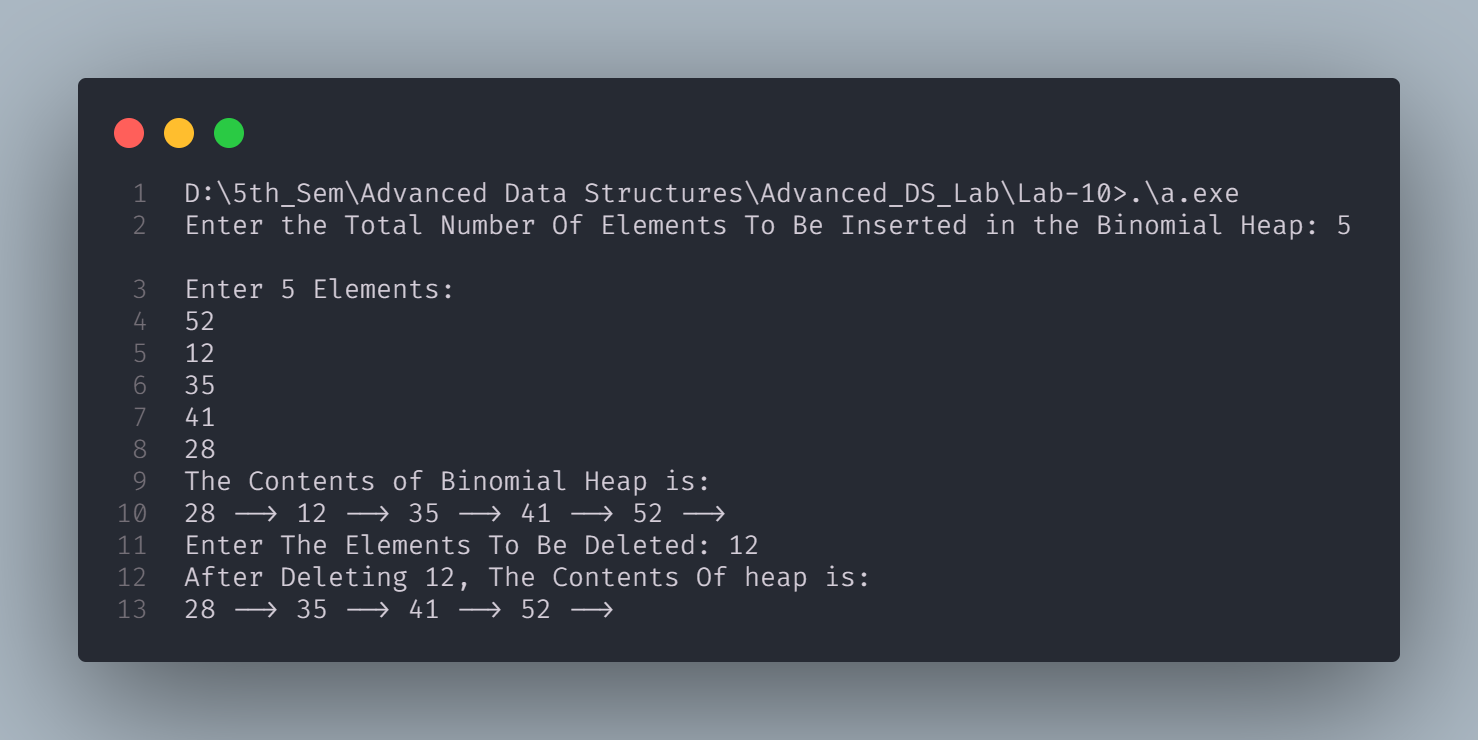 1 D:\5th_Sem\Advanced Data Structures\Advanced_DS_Lab\Lab-10>.\a.exe
2 Enter the Total Number Of Elements To Be Inserted in the Binomial Heap: 5
3 Enter 5 Elements:
4 52
5 12
6 35
7 41
8 28
9 The Contents of Binomial Heap is:
10 28 ⟶ 12 ⟶ 35 ⟶ 41 ⟶ 52 ⟶
11 Enter The Elements To Be Deleted: 12
12 After Deleting 12, The Contents Of heap is:
13 28 ⟶ 35 ⟶ 41 ⟶ 52 ⟶